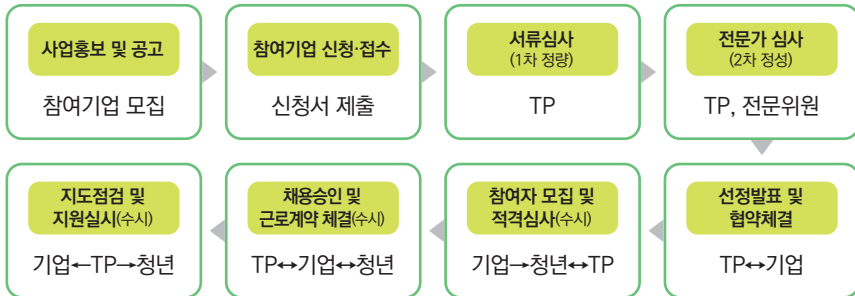 사업홍보 및 공고
참여기업 모집
참여기업 신청·접수
신청서 제출
서류심사
(1차 정량)
TP
전문가 심사
(2차 정성)
TP, 전문위원
선정발표 및
협약체결
TP↔기업
참여자 모집 및
적격심사(수시)
기업→청년↔TP
채용승인 및
근로계약 체결(수시)
TP↔기업↔청년
지도점검 및
지원실시(수시)
기업←TP→청년